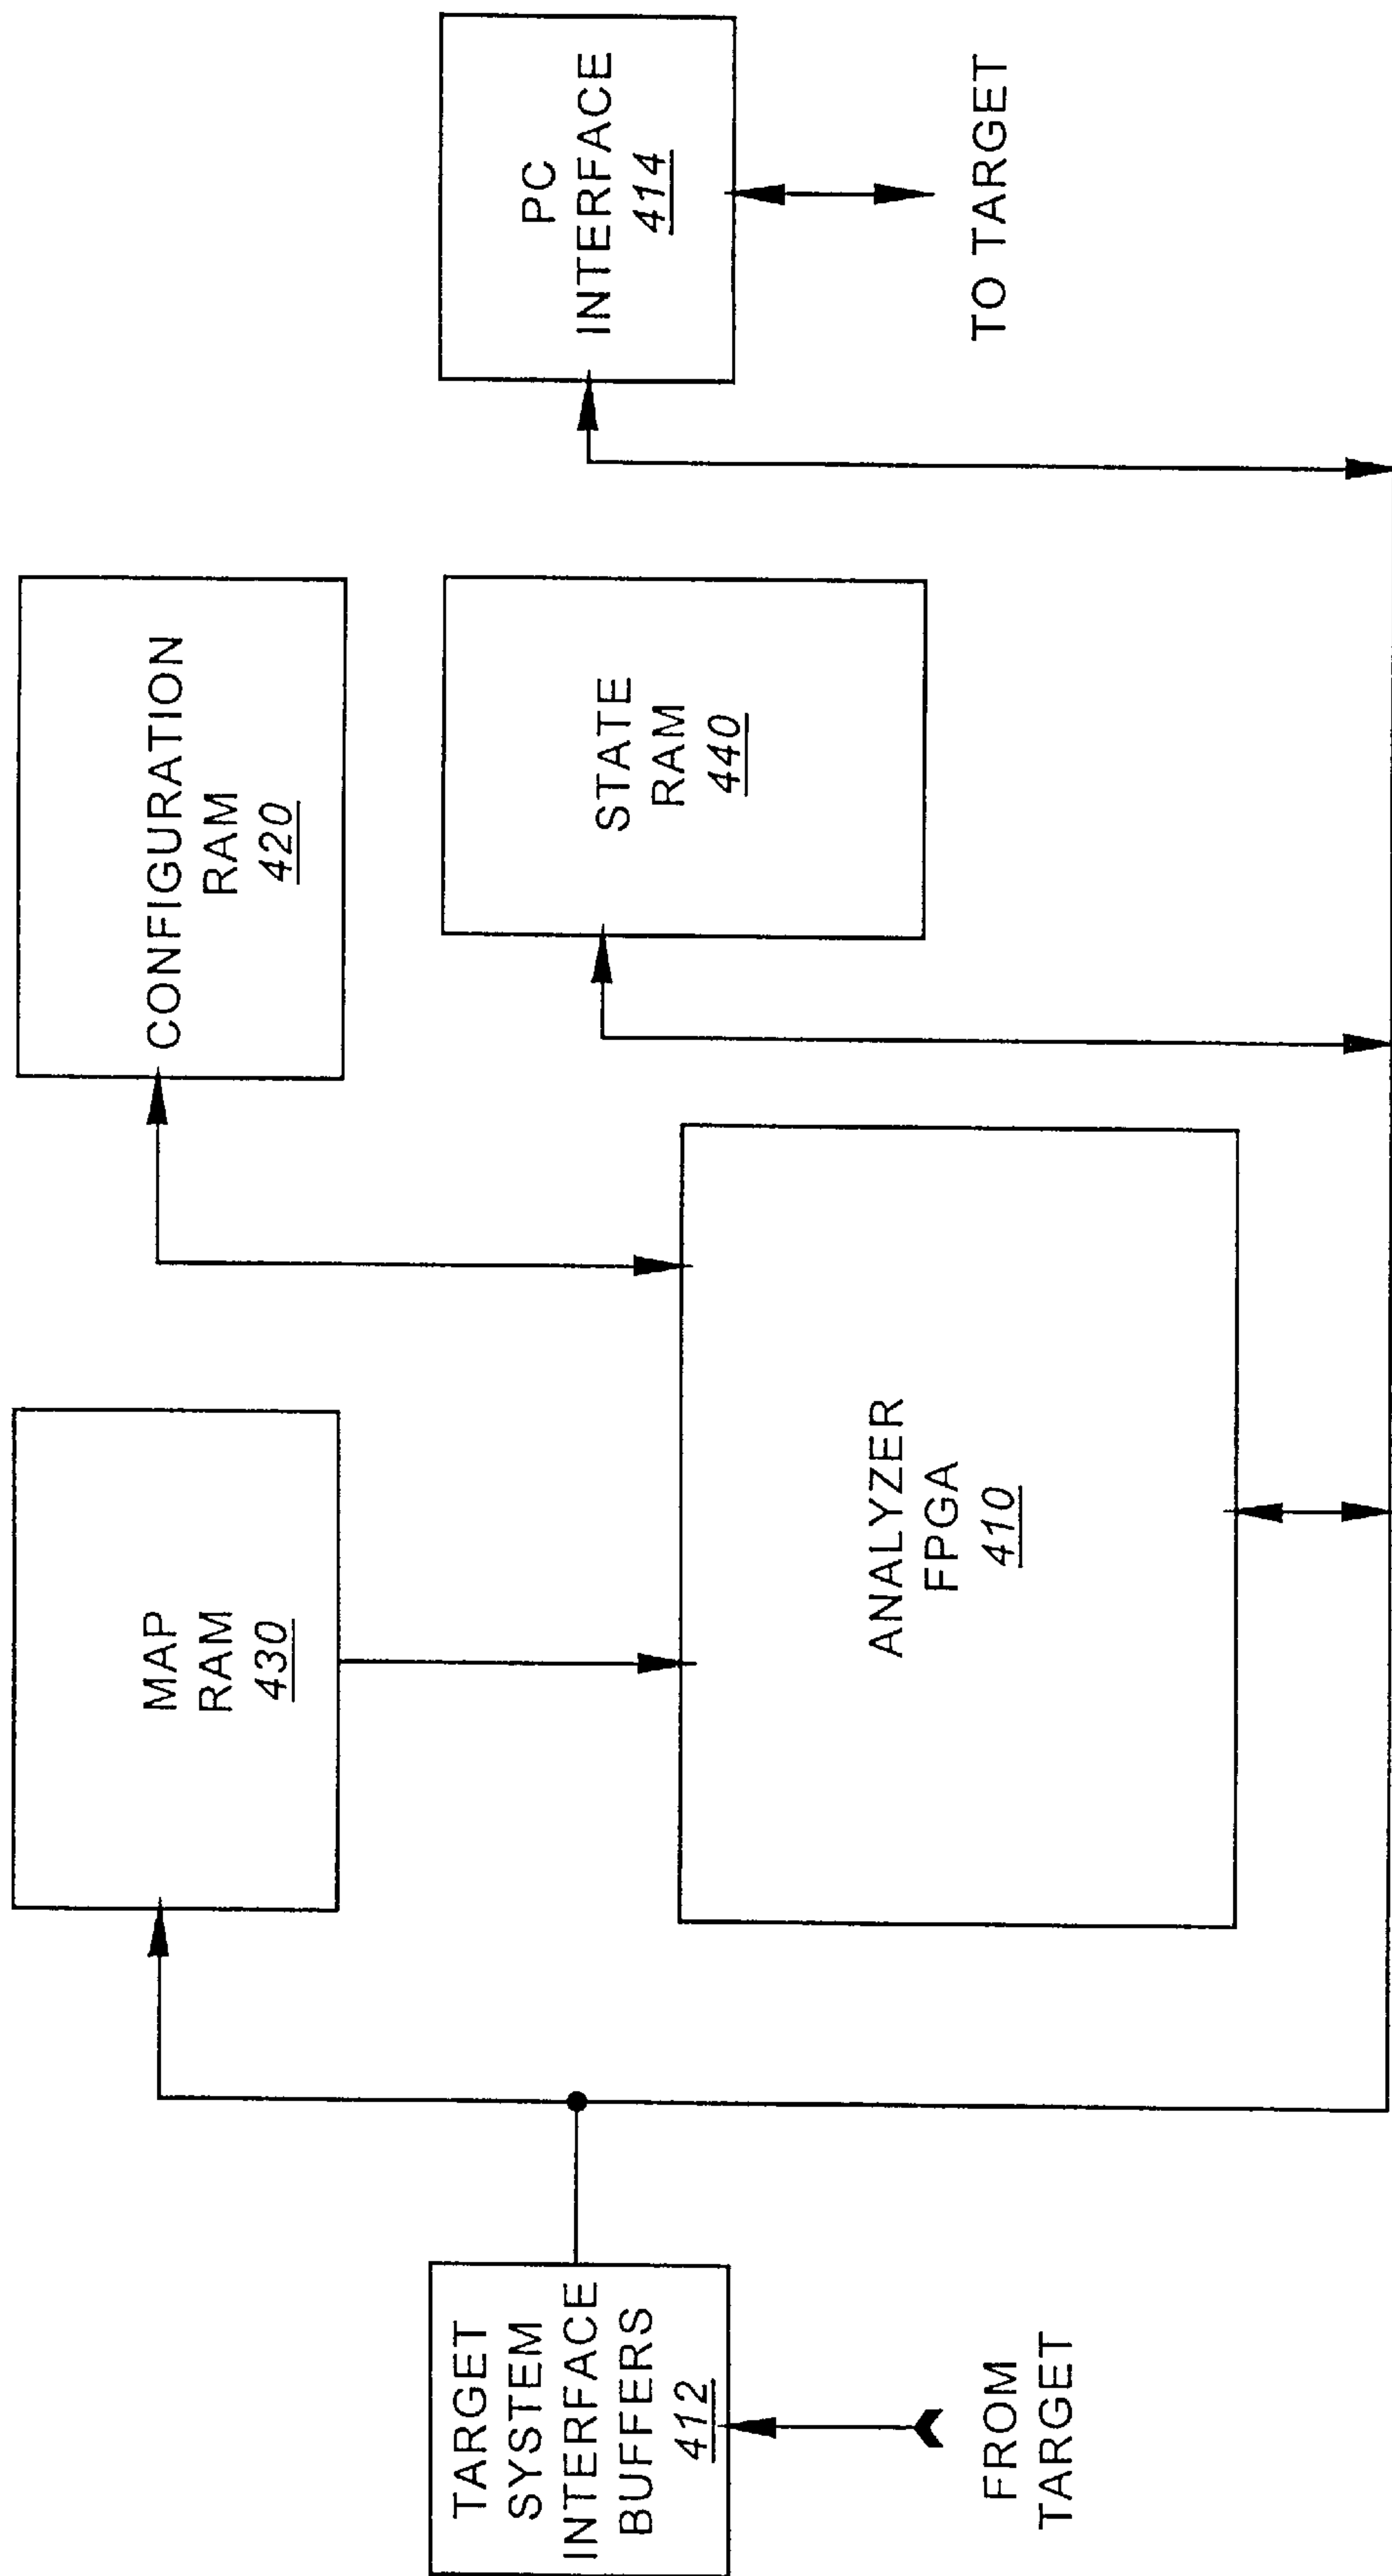 MAP
RAM
430
CONFIGURATION
RAM
420
TARGET
SYSTEM
INTERFACE
BUFFERS
412
FROM
TARGET
ANALYZER
FPGA
410
STATE
RAM
440
PC
INTERFACE
414
TO TARGET